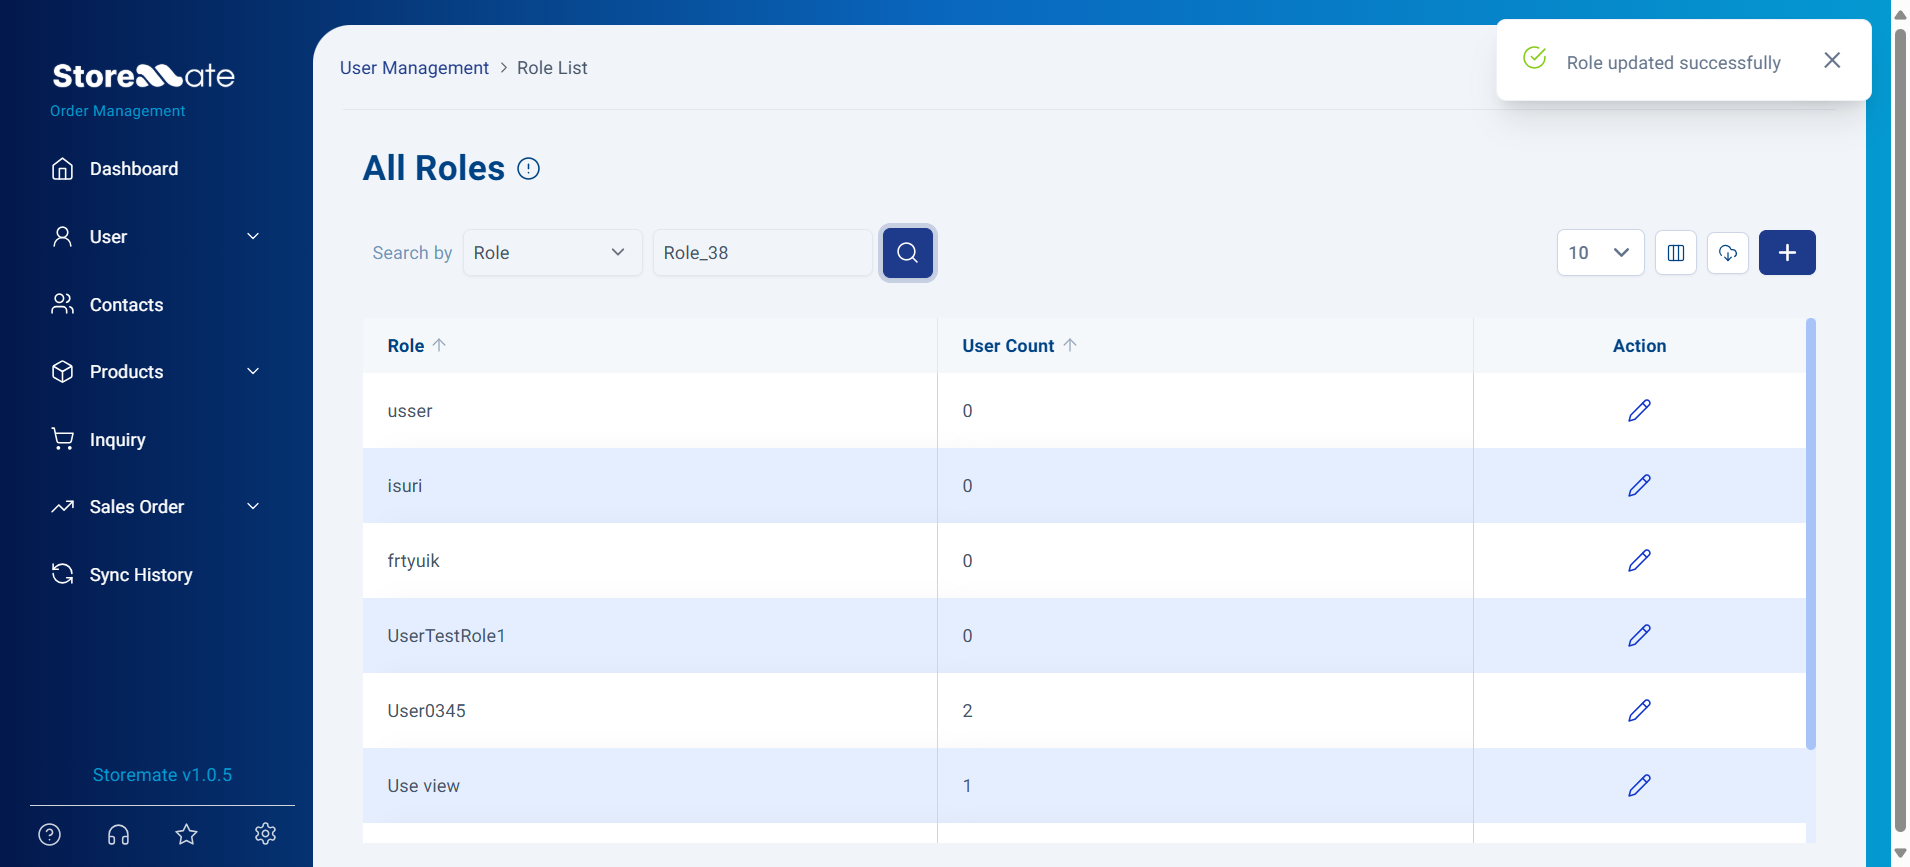 StoreMate
Order Management
Dashboard
User
Contacts
Products
Inquiry
Sales Order
Sync History
Storemate v1.0.5
User Management > Role List
Role updated successfully
All Roles
Search by Role Role_38
10
Role User Count Action
usser 0
isuri 0
frtyuik 0
UserTestRole1 0
User0345 2
Use view 1